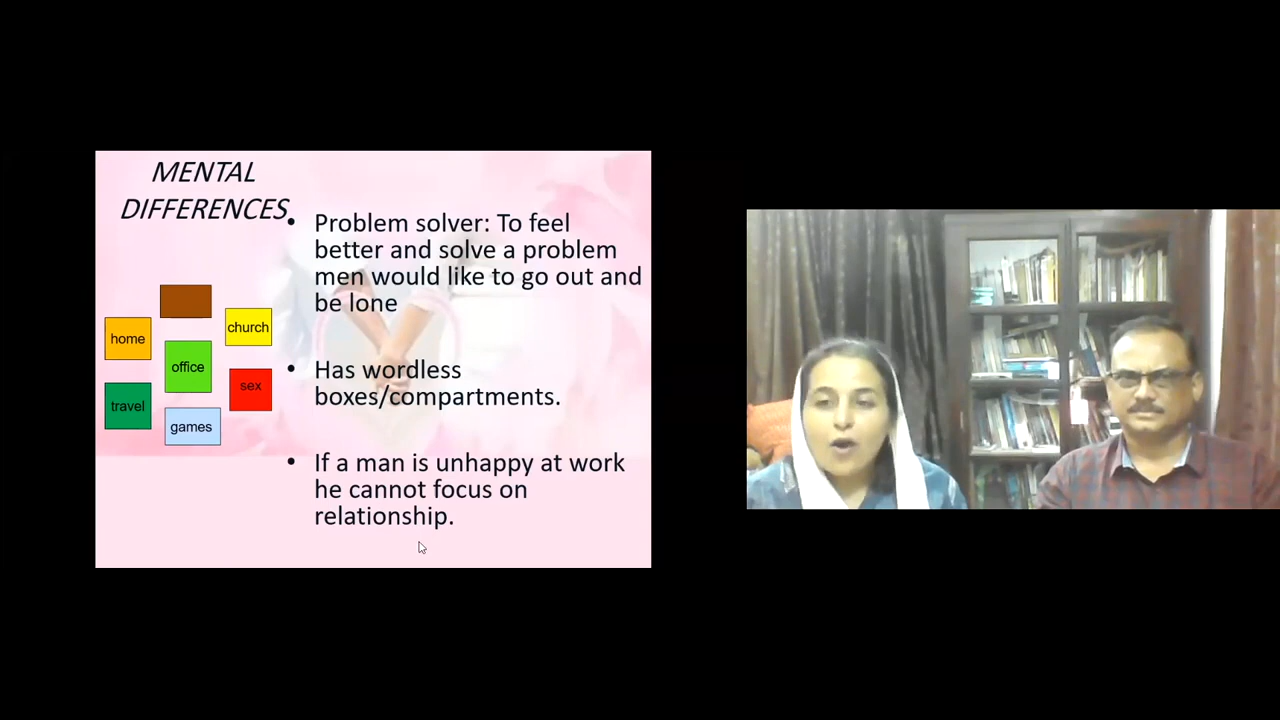 MENTAL
DIFFERENCES
• Problem solver: To feel
better and solve a problem
men would like to go out and
be lone
• Has wordless
boxes/compartments.
• If a man is unhappy at work
he cannot focus on
relationship.
home
church
office
sex
travel
games